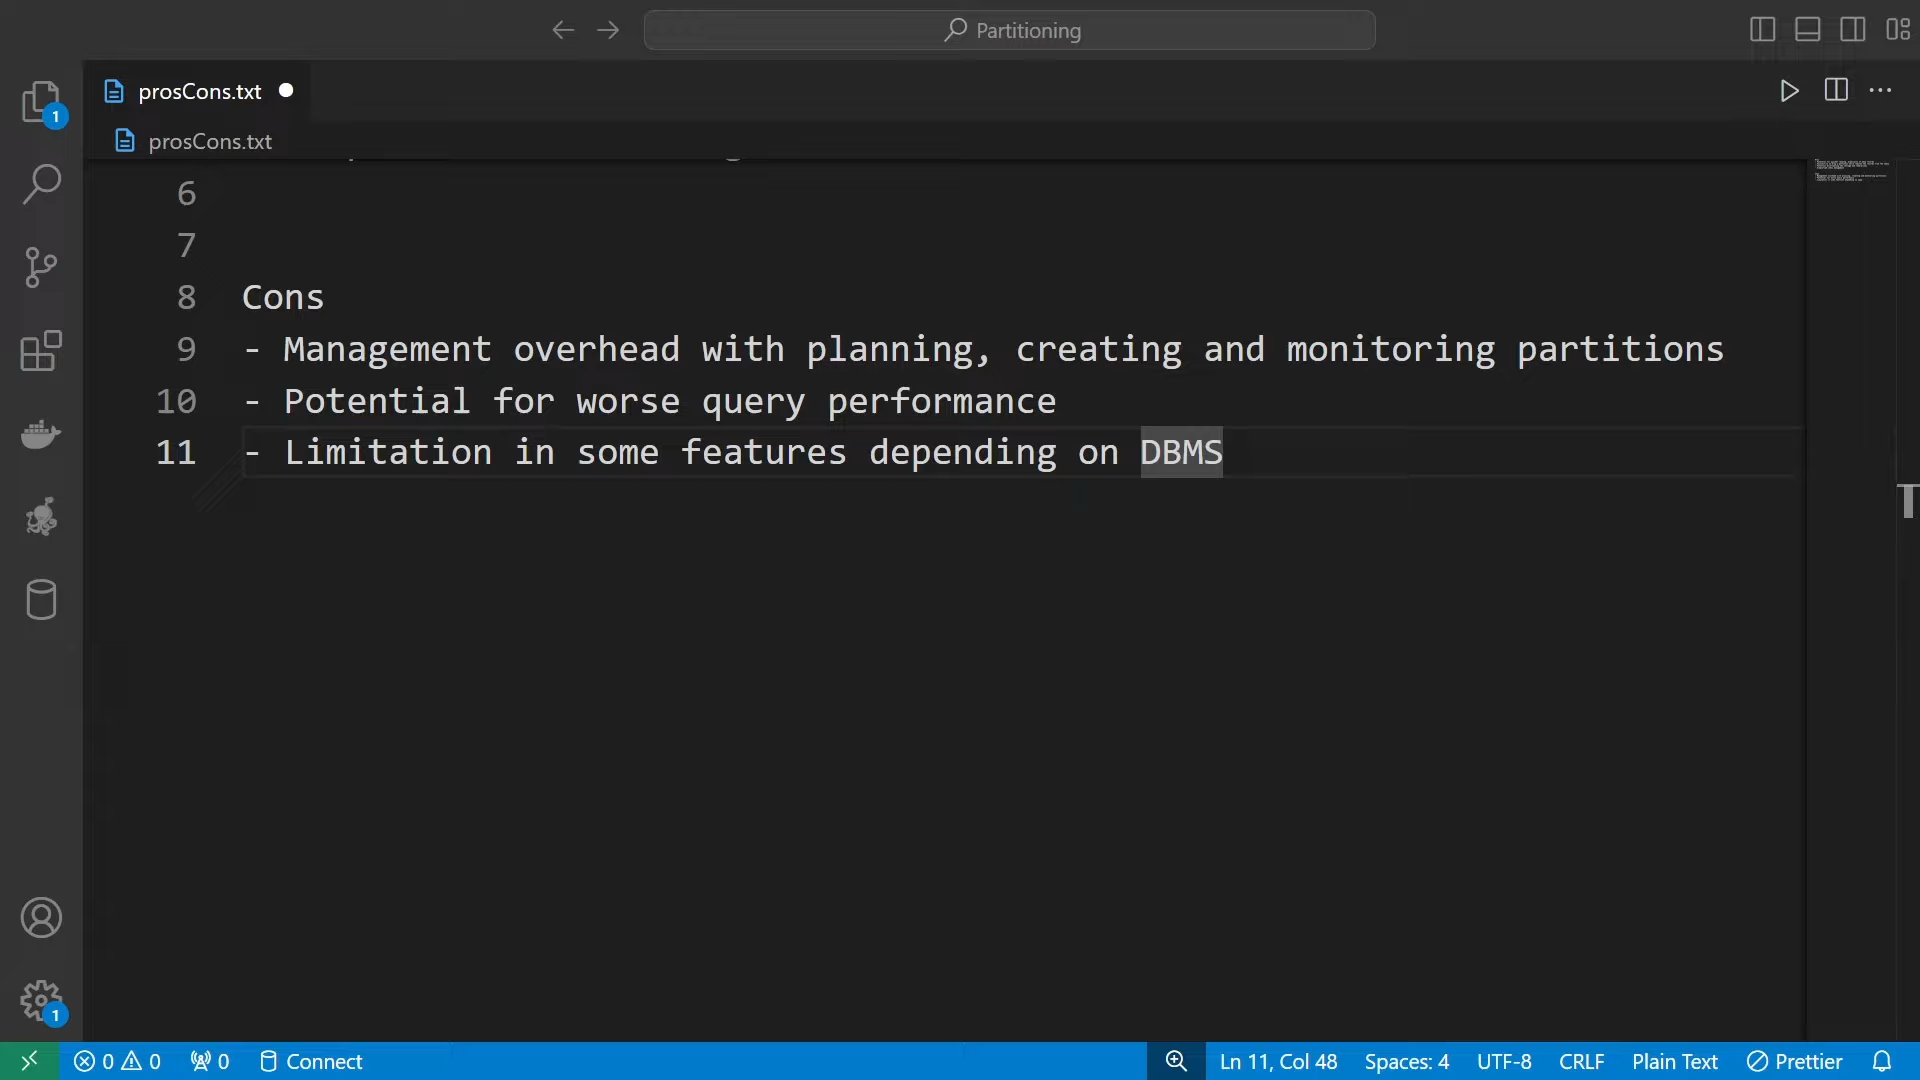 Partitioning
prosCons.txt
prosCons.txt
1
6
7
8 Cons
9 - Management overhead with planning, creating and monitoring partitions
10 - Potential for worse query performance
11 - Limitation in some features depending on DBMS
1
0 0 0 Connect Ln 11, Col 48 Spaces: 4 UTF-8 CRLF Plain Text Prettier